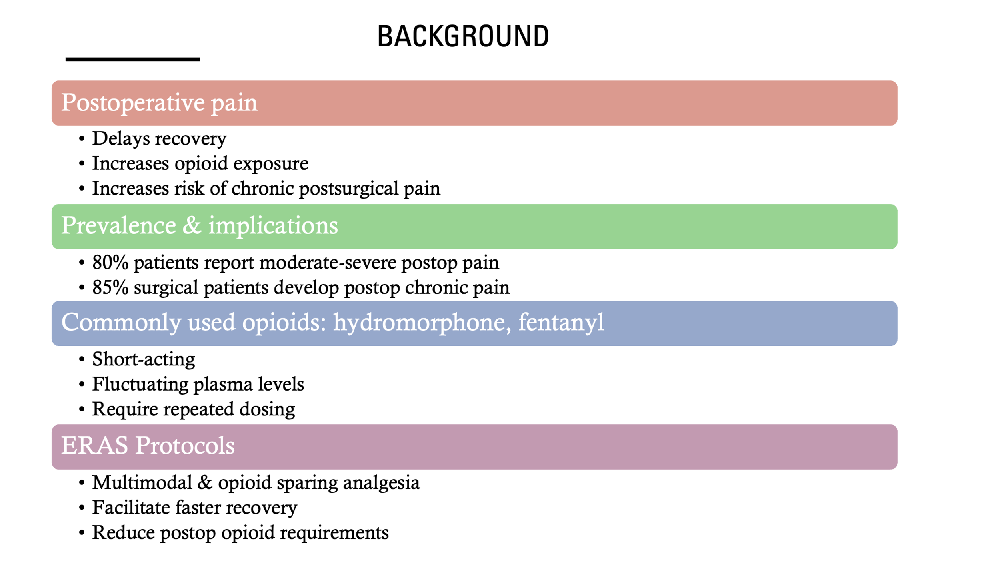 BACKGROUND
Postoperative pain
• Delays recovery
• Increases opioid exposure
• Increases risk of chronic postsurgical pain
Prevalence & implications
• 80% patients report moderate-severe postop pain
• 85% surgical patients develop postop chronic pain
Commonly used opioids: hydromorphone, fentanyl
• Short-acting
• Fluctuating plasma levels
• Require repeated dosing
ERAS Protocols
• Multimodal & opioid sparing analgesia
• Facilitate faster recovery
• Reduce postop opioid requirements